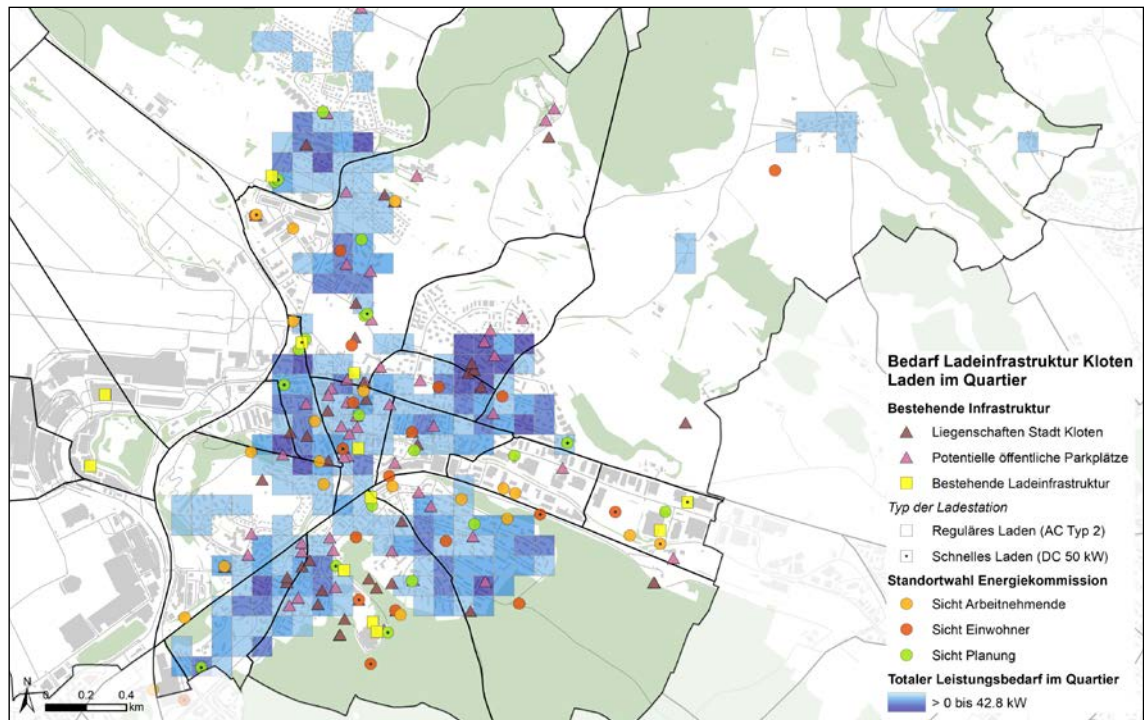 Bedarf Ladeinfrastruktur Kloten
Laden im Quartier
Bestehende Infrastruktur
Liegenschaften Stadt Kloten
Potentielle öffentliche Parkplätze
Bestehende Ladeinfrastruktur
Typ der Ladestation
Reguläres Laden (AC Typ 2)
Schnelles Laden (DC 50 kW)
Standortwahl Energiekommission
Sicht Arbeitnehmende
Sicht Einwohner
Sicht Planung
Totaler Leistungsbedarf im Quartier
> 0 bis 42.8 kW
N
0 0.2 0.4
km